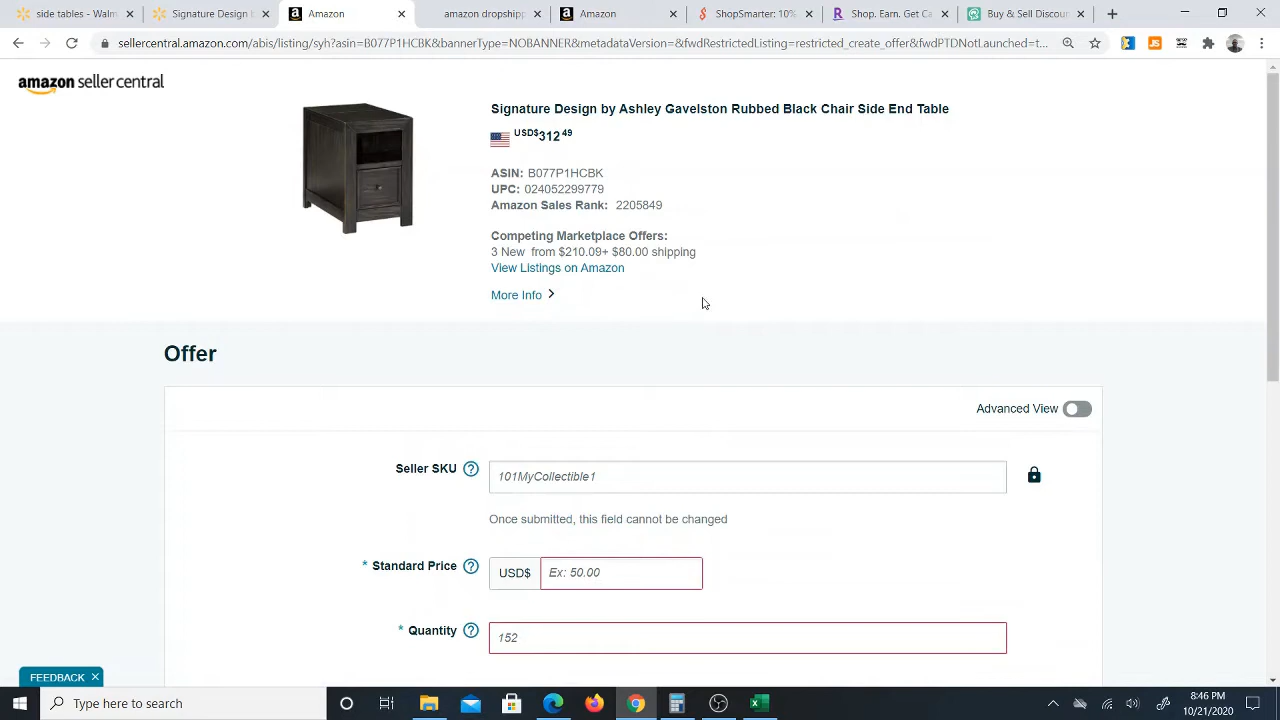 side tables - Walm
Signature Design b
Amazon
amazon dropshipp
Amazon
ShopSmarter: 10%
Shop. Earn. Get Ca
Buy & Sell Discoun
sellercentral.amazon.com/abis/listing/syh?asin=B077P1HCBK&bannerType=NOBANNER&metadataVersion=&fwdRestrictedListing=restricted_create_offer&fwdPTDNotLaunched=t...
JS
amazon seller central
Signature Design by Ashley Gavelston Rubbed Black Chair Side End Table
USD$312 49
ASIN: B077P1HCBK
UPC: 024052299779
Amazon Sales Rank: 2205849
Competing Marketplace Offers:
3 New from $210.09+ $80.00 shipping
View Listings on Amazon
More Info
Offer
Advanced View
Seller SKU ? 101MyCollectible1
Once submitted, this field cannot be changed
* Standard Price ? USD$ Ex: 50.00
* Quantity ? 152
FEEDBACK ×
Type here to search
8:46 PM
10/21/2020